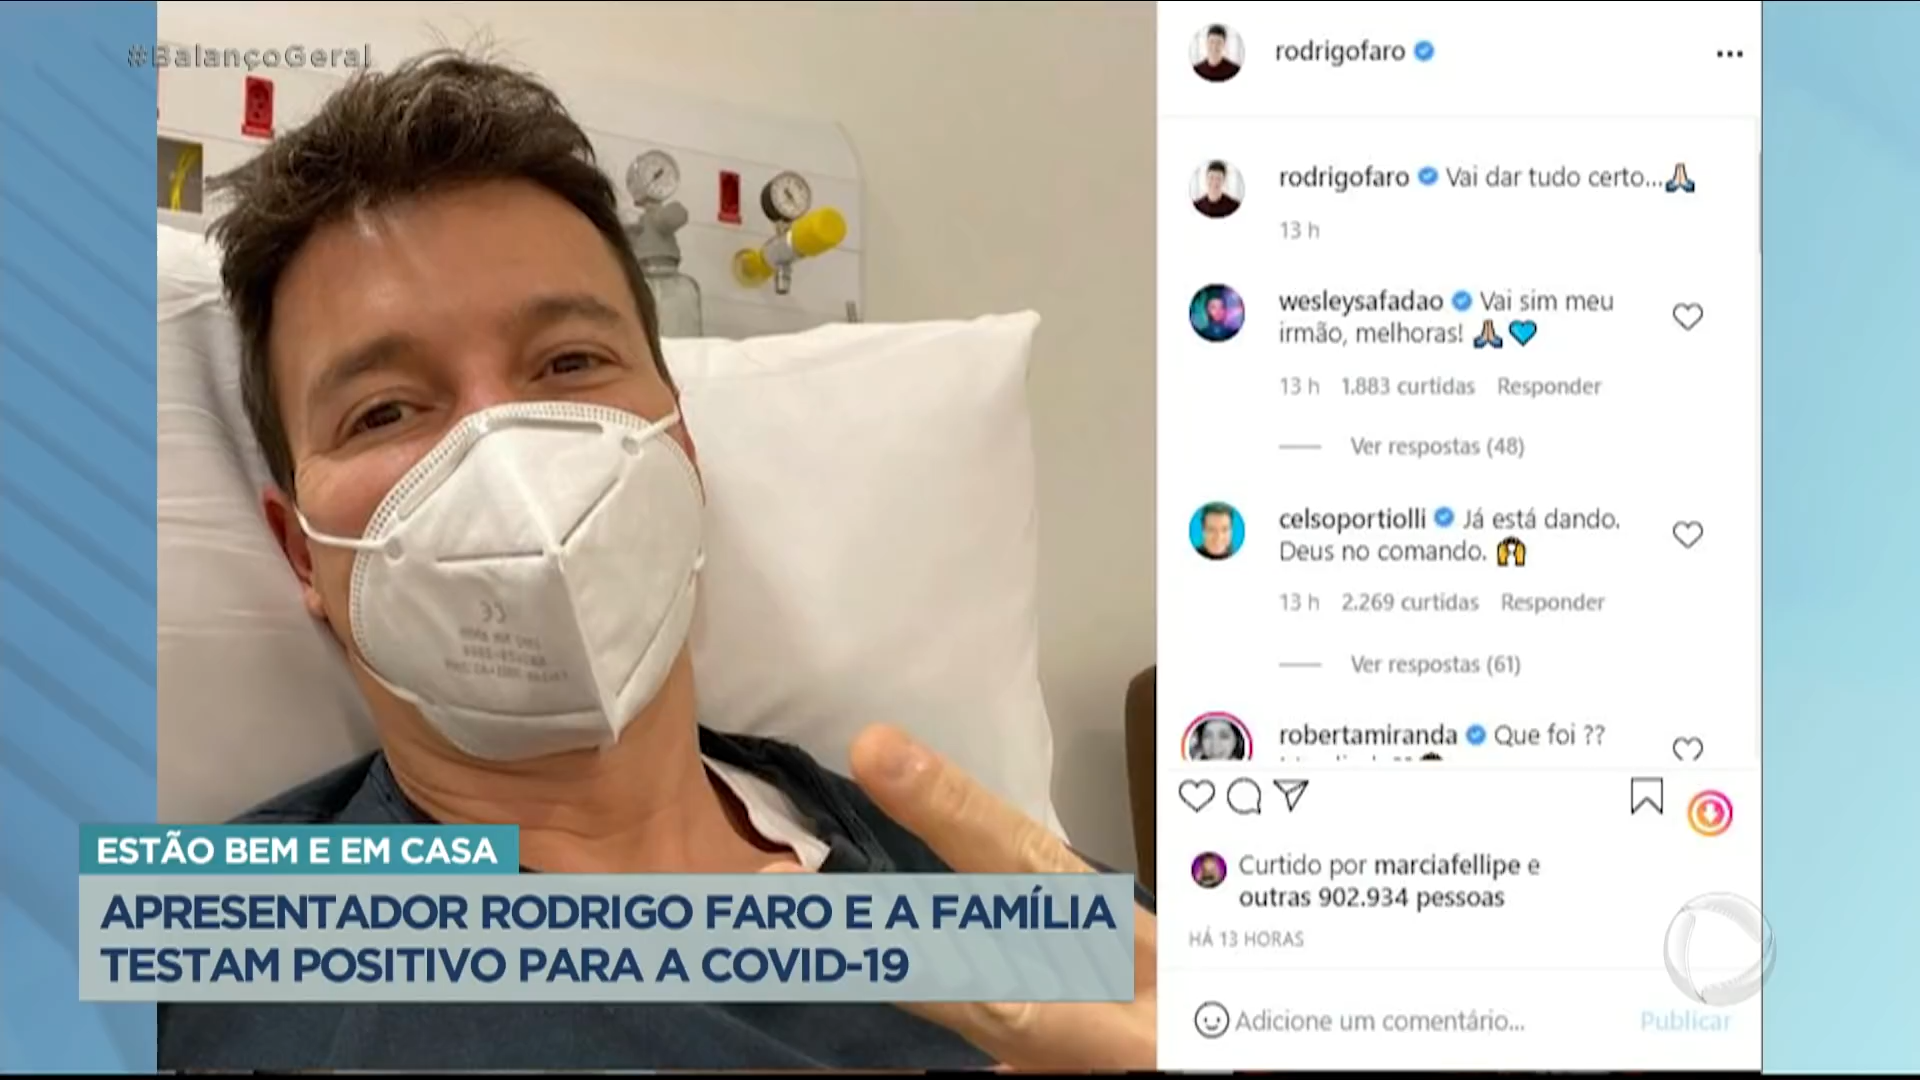 #BalançoGeral
rodrigofaro
rodrigofaro Vai dar tudo certo...🙏🏻
13 h
wesleysafadao Vai sim meu
irmão, melhoras! 🙏🏽💙
13 h 1.883 curtidas Responder
Ver respostas (48)
celsoportiolli Já está dando.
Deus no comando. 🙌
13 h 2.269 curtidas Responder
Ver respostas (61)
robertamiranda Que foi ??
Curtido por marciafellipe e
outras 902.934 pessoas
HÁ 13 HORAS
Adicione um comentário... Publicar
CE
ESTÃO BEM E EM CASA
APRESENTADOR RODRIGO FARO E A FAMÍLIA
TESTAM POSITIVO PARA A COVID-19